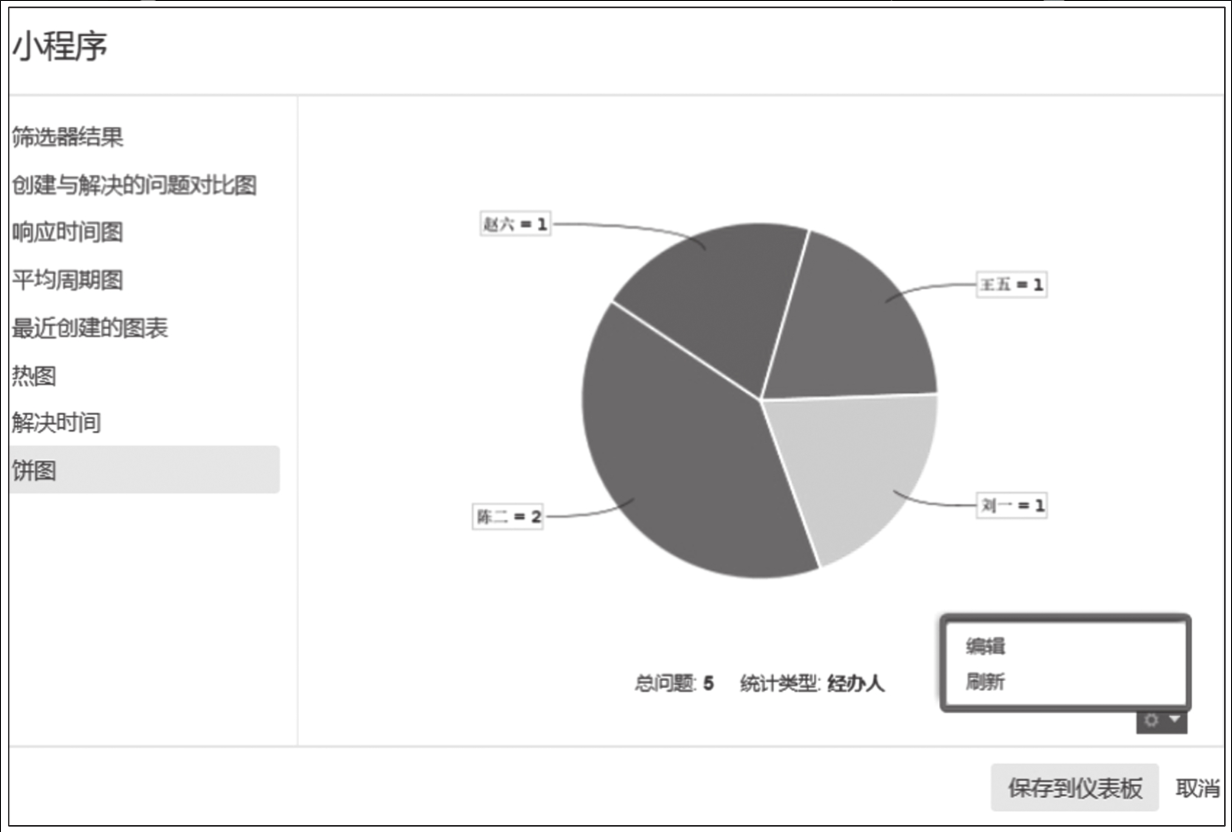 小程序
筛选器结果
创建与解决的问题对比图
响应时间图
平均周期图
最近创建的图表
热图
解决时间
饼图
赵六 = 1
王五 = 1
陈二 = 2
刘一 = 1
总问题: 5 统计类型: 经办人
编辑
刷新
保存到仪表板 取消